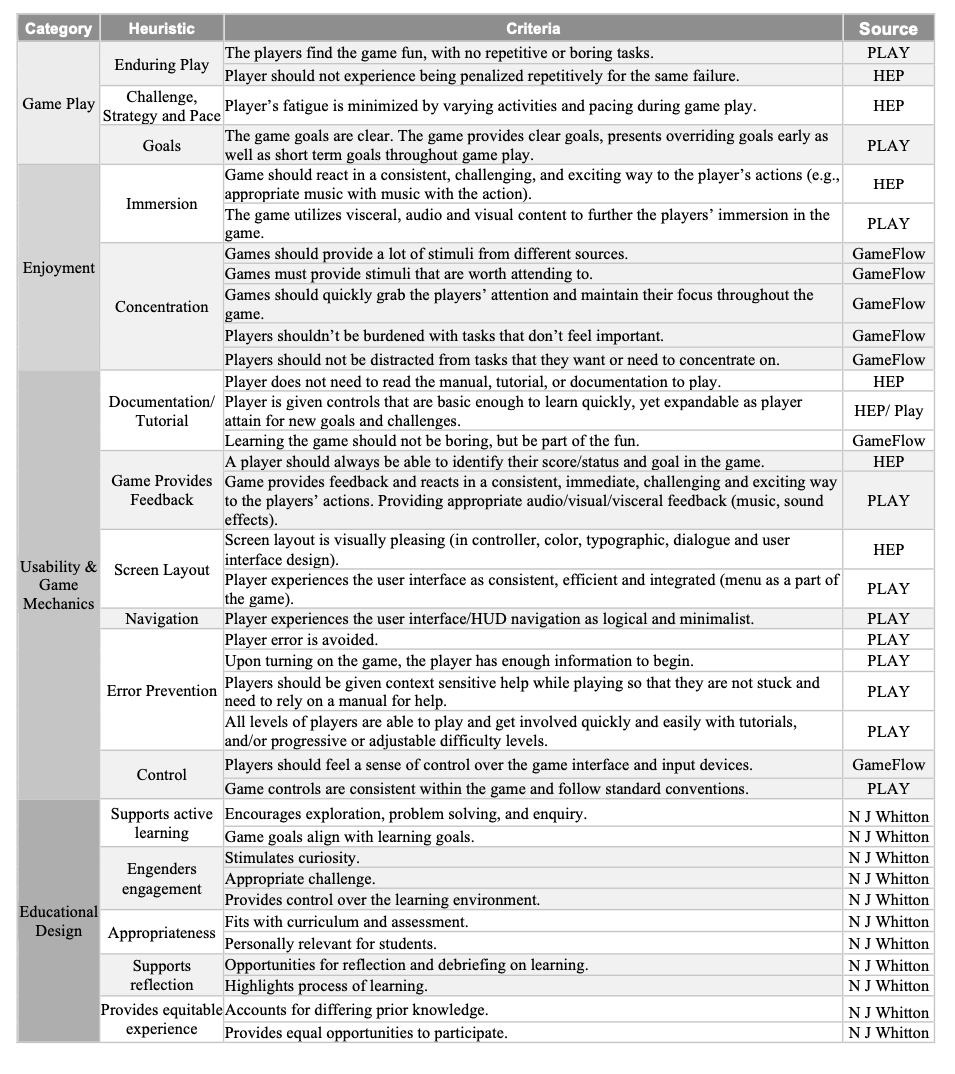 Category Heuristic Criteria Source
Game Play
Enduring Play
The players find the game fun, with no repetitive or boring tasks. PLAY
Player should not experience being penalized repetitively for the same failure. HEP
Challenge,
Strategy and Pace
Player's fatigue is minimized by varying activities and pacing during game play. HEP
Goals
The game goals are clear. The game provides clear goals, presents overriding goals early as
well as short term goals throughout game play.
PLAY
Enjoyment
Immersion
Game should react in a consistent, challenging, and exciting way to the player's actions (e.g.,
appropriate music with music with the action).
HEP
The game utilizes visceral, audio and visual content to further the players' immersion in the
game.
PLAY
Concentration
Games should provide a lot of stimuli from different sources. GameFlow
Games must provide stimuli that are worth attending to. GameFlow
Games should quickly grab the players' attention and maintain their focus throughout the
game.
GameFlow
Players shouldn't be burdened with tasks that don't feel important. GameFlow
Players should not be distracted from tasks that they want or need to concentrate on. GameFlow
Usability &
Game
Mechanics
Documentation/
Tutorial
Player does not need to read the manual, tutorial, or documentation to play. HEP
Player is given controls that are basic enough to learn quickly, yet expandable as player
attain for new goals and challenges.
HEP/ Play
Learning the game should not be boring, but be part of the fun. GameFlow
Game Provides
Feedback
A player should always be able to identify their score/status and goal in the game. HEP
Game provides feedback and reacts in a consistent, immediate, challenging and exciting way
to the players' actions. Providing appropriate audio/visual/visceral feedback (music, sound
effects).
PLAY
Screen Layout
Screen layout is visually pleasing (in controller, color, typographic, dialogue and user
interface design).
HEP
Player experiences the user interface as consistent, efficient and integrated (menu as a part of
the game).
PLAY
Navigation
Player experiences the user interface/HUD navigation as logical and minimalist. PLAY
Error Prevention
Player error is avoided. PLAY
Upon turning on the game, the player has enough information to begin. PLAY
Players should be given context sensitive help while playing so that they are not stuck and
need to rely on a manual for help.
PLAY
All levels of players are able to play and get involved quickly and easily with tutorials,
and/or progressive or adjustable difficulty levels.
PLAY
Control
Players should feel a sense of control over the game interface and input devices. GameFlow
Game controls are consistent within the game and follow standard conventions. PLAY
Educational
Design
Supports active
learning
Encourages exploration, problem solving, and enquiry. N J Whitton
Game goals align with learning goals. N J Whitton
Engenders
engagement
Stimulates curiosity. N J Whitton
Appropriate challenge. N J Whitton
Provides control over the learning environment. N J Whitton
Appropriateness
Fits with curriculum and assessment. N J Whitton
Personally relevant for students. N J Whitton
Supports
reflection
Opportunities for reflection and debriefing on learning. N J Whitton
Highlights process of learning. N J Whitton
Provides equitable
experience
Accounts for differing prior knowledge. N J Whitton
Provides equal opportunities to participate. N J Whitton